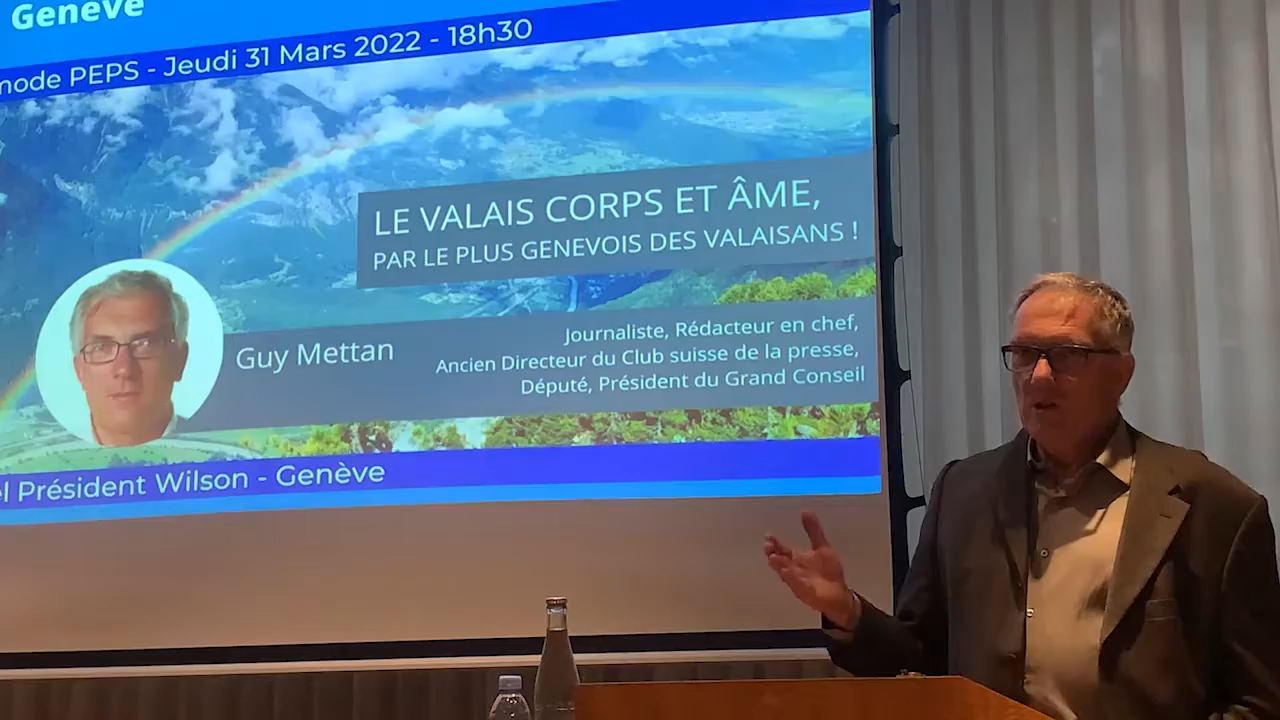 Genève
mode PEPS - Jeudi 31 Mars 2022 - 18h30
LE VALAIS CORPS ET ÂME,
PAR LE PLUS GENEVOIS DES VALAISANS !
Guy Mettan
Journaliste, Rédacteur en chef,
Ancien Directeur du Club suisse de la presse,
Député, Président du Grand Conseil
el Président Wilson - Genève